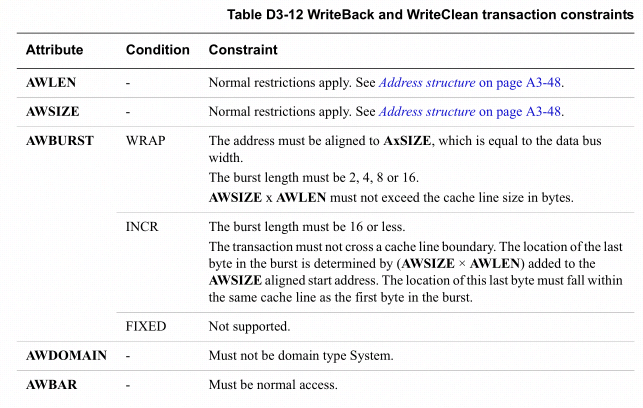 Table D3-12 WriteBack and WriteClean transaction constraints
Attribute Condition Constraint
AWLEN - Normal restrictions apply. See Address structure on page A3-48.
AWSIZE - Normal restrictions apply. See Address structure on page A3-48.
AWBURST WRAP The address must be aligned to AxSIZE, which is equal to the data bus
width.
The burst length must be 2, 4, 8 or 16.
AWSIZE x AWLEN must not exceed the cache line size in bytes.
INCR The burst length must be 16 or less.
The transaction must not cross a cache line boundary. The location of the last
byte in the burst is determined by (AWSIZE × AWLEN) added to the
AWSIZE aligned start address. The location of this last byte must fall within
the same cache line as the first byte in the burst.
FIXED Not supported.
AWDOMAIN - Must not be domain type System.
AWBAR - Must be normal access.